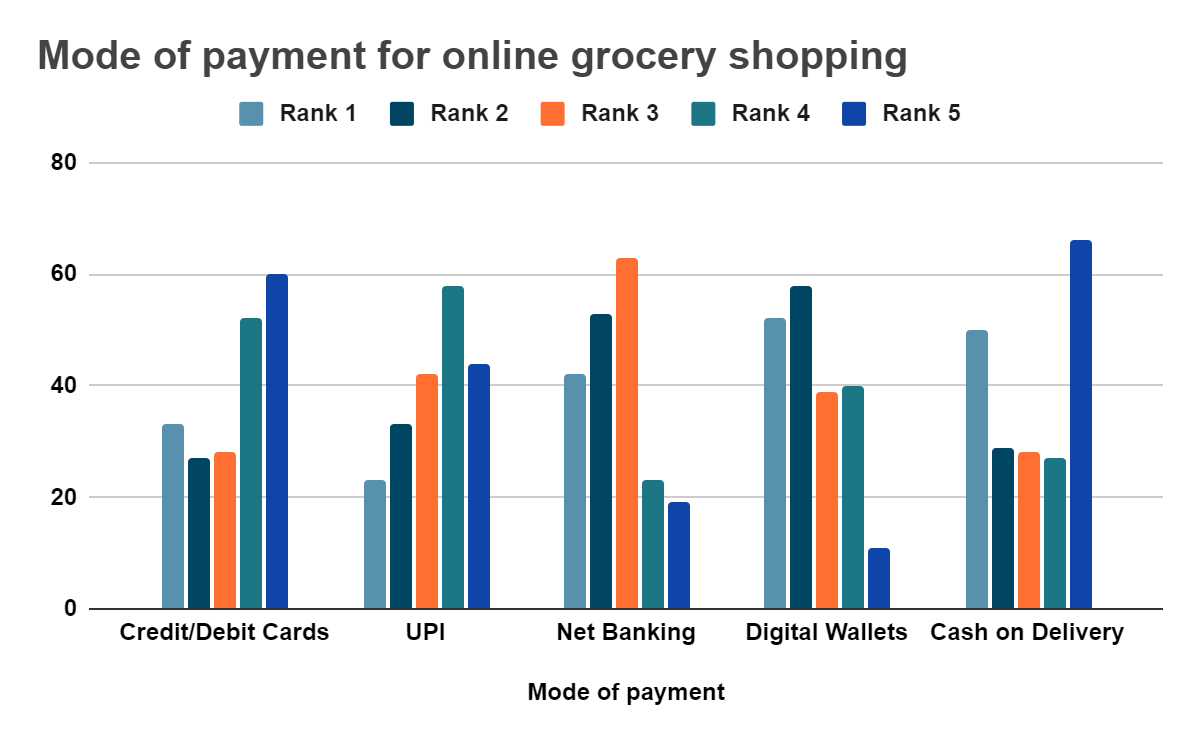 Mode of payment for online grocery shopping
Rank 1 Rank 2 Rank 3 Rank 4 Rank 5
80
60
40
20
0
Credit/Debit Cards UPI Net Banking Digital Wallets Cash on Delivery
Mode of payment